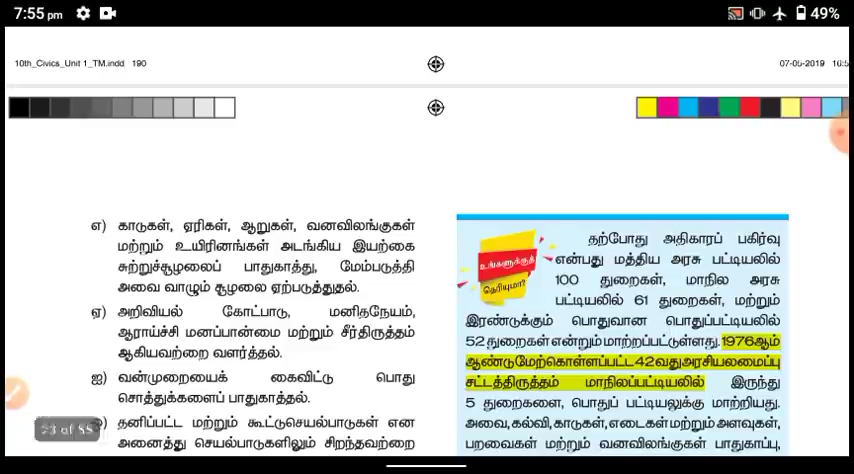 7:55 pm
49%
10th_Civics_Unit 1_TM.indd 190
07-05-2019 16:5
எ) காடுகள், ஏரிகள், ஆறுகள், வனவிலங்குகள்
மற்றும் உயிரினங்கள் அடங்கிய இயற்கை
சுற்றுச்சூழலைப் பாதுகாத்து, மேம்படுத்தி
அவை வாழும் சூழலை ஏற்படுத்துதல்.
ஏ) அறிவியல் கோட்பாடு, மனிதநேயம்,
ஆராய்ச்சி மனப்பான்மை மற்றும் சீர்திருத்தம்
ஆகியவற்றை வளர்த்தல்.
ஐ) வன்முறையைக் கைவிட்டு பொது
சொத்துக்களைப் பாதுகாத்தல்.
தனிப்பட்ட மற்றும் கூட்டுசெயல்பாடுகள் என
அனைத்து செயல்பாடுகளிலும் சிறந்தவற்றை
of 88
உங்களுக்குத்
தெரியுமா?
தற்போது அதிகாரப் பகிர்வு
என்பது மத்திய அரசு பட்டியலில்
100 துறைகள், மாநில அரசு
பட்டியலில் 61 துறைகள், மற்றும்
இரண்டுக்கும் பொதுவான பொதுப்பட்டியலில்
52 துறைகள் என்றும் மாற்றப்பட்டுள்ளது. 1976ஆம்
ஆண்டுமேற்கொள்ளப்பட்ட 42வதுஅரசியலமைப்பு
சட்டத்திருத்தம் மாநிலப்பட்டியலில் இருந்து
5 துறைகளை, பொதுப் பட்டியலுக்கு மாற்றியது.
அவை, கல்வி, காடுகள், எடைகள் மற்றும் அளவுகள்,
பறவைகள் மற்றும் வனவிலங்குகள் பாதுகாப்பு,